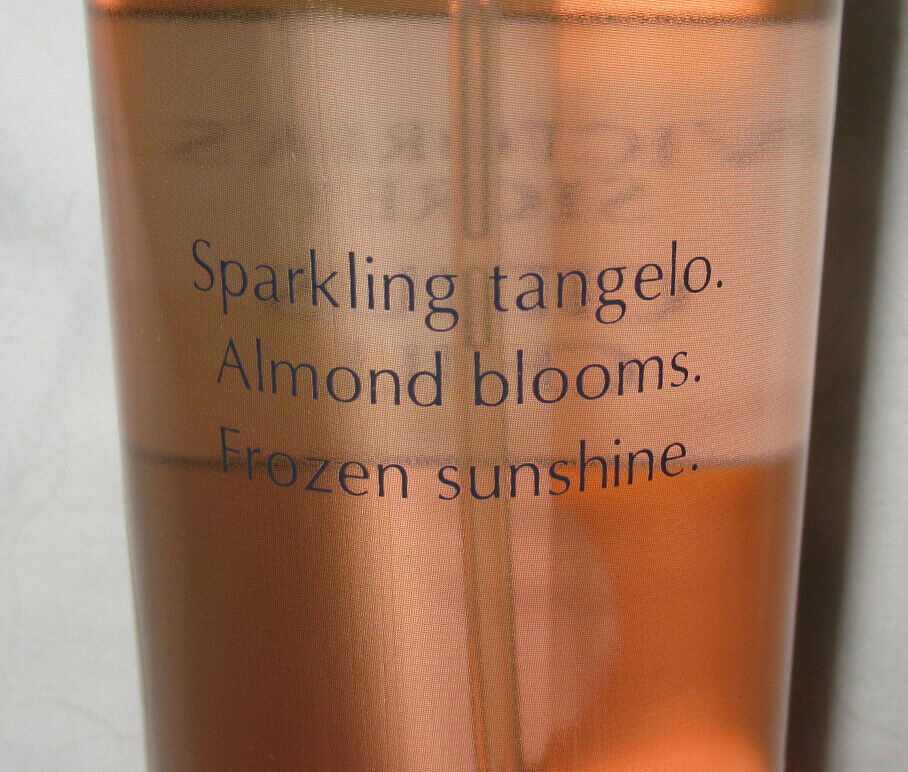 Sparkling tangelo.
Almond blooms.
Frozen sunshine.